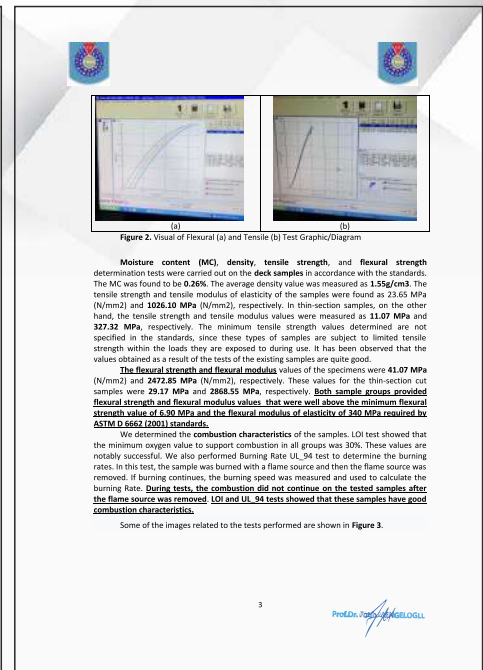 (a)
(b)
Figure 2. Visual of Flexural (a) and Tensile (b) Test Graphic/Diagram
Moisture content (MC), density, tensile strength, and flexural strength
determination tests were carried out on the deck samples in accordance with the standards.
The MC was found to be 0.26%. The average density value was measured as 1.55g/cm3. The
tensile strength and tensile modulus of elasticity of the samples were found as 23.65 MPa
(N/mm2) and 1026.10 MPa (N/mm2), respectively. In thin-section samples, on the other
hand, the tensile strength and tensile modulus values were measured as 11.07 MPa and
327.32 MPa, respectively. The minimum tensile strength values determined are not
specified in the standards, since these types of samples are subject to limited tensile
strength within the loads they are exposed to during use. It has been observed that the
values obtained as a result of the tests of the existing samples are quite good.
The flexural strength and flexural modulus values of the specimens were 41.07 MPa
(N/mm2) and 2472.85 MPa (N/mm2), respectively. These values for the thin-section cut
samples were 29.17 MPa and 2868.55 MPa, respectively. Both sample groups provided
flexural strength and flexural modulus values that were well above the minimum flexural
strength value of 6.90 MPa and the flexural modulus of elasticity of 340 MPa required by
ASTM D 6662 (2001) standards.
We determined the combustion characteristics of the samples. LOI test showed that
the minimum oxygen value to support combustion in all groups was 30%. These values are
notably successful. We also performed Burning Rate UL_94 test to determine the burning
rates. In this test, the sample was burned with a flame source and then the flame source was
removed. If burning continues, the burning speed was measured and used to calculate the
burning Rate. During tests, the combustion did not continue on the tested samples after
the flame source was removed. LOI and UL_94 tests showed that these samples have good
combustion characteristics.
Some of the images related to the tests performed are shown in Figure 3.
3
Prof.Dr.